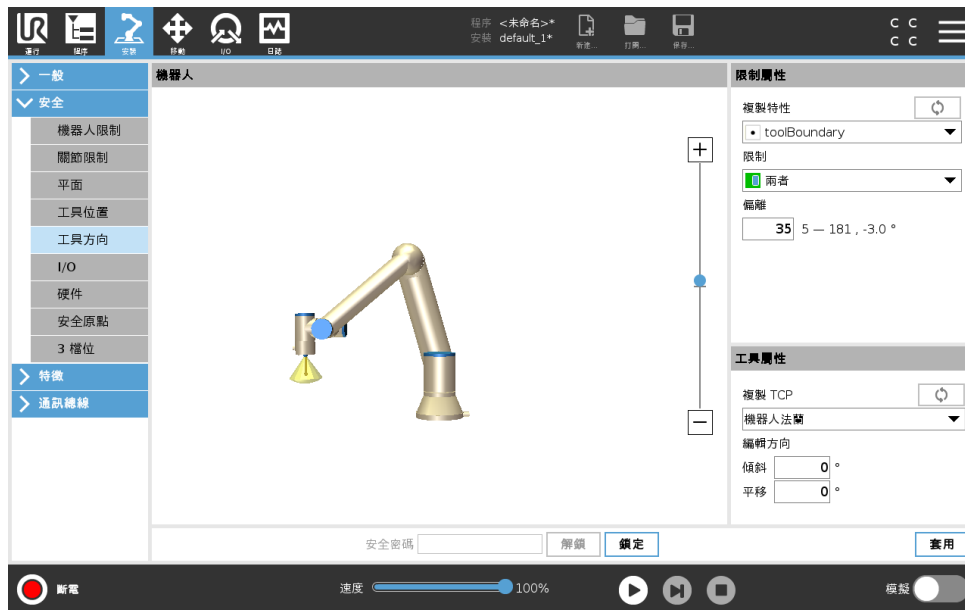 UR
運行
程序
安裝
移動
I/O
日誌
程序 <未命名>*
安裝 default_1*
新建...
打開...
保存...
C C
C C
一般
安全
機器人限制
關節限制
平面
工具位置
工具方向
I/O
硬件
安全原點
3 檔位
特徵
通訊總線
機器人
限制屬性
複製特性
toolBoundary
限制
兩者
偏離
35 5 — 181 , -3.0 °
工具屬性
複製 TCP
機器人法蘭
編輯方向
傾斜 0 °
平移 0 °
安全密碼 解鎖 鎖定 套用
斷電
速度 100%
模擬